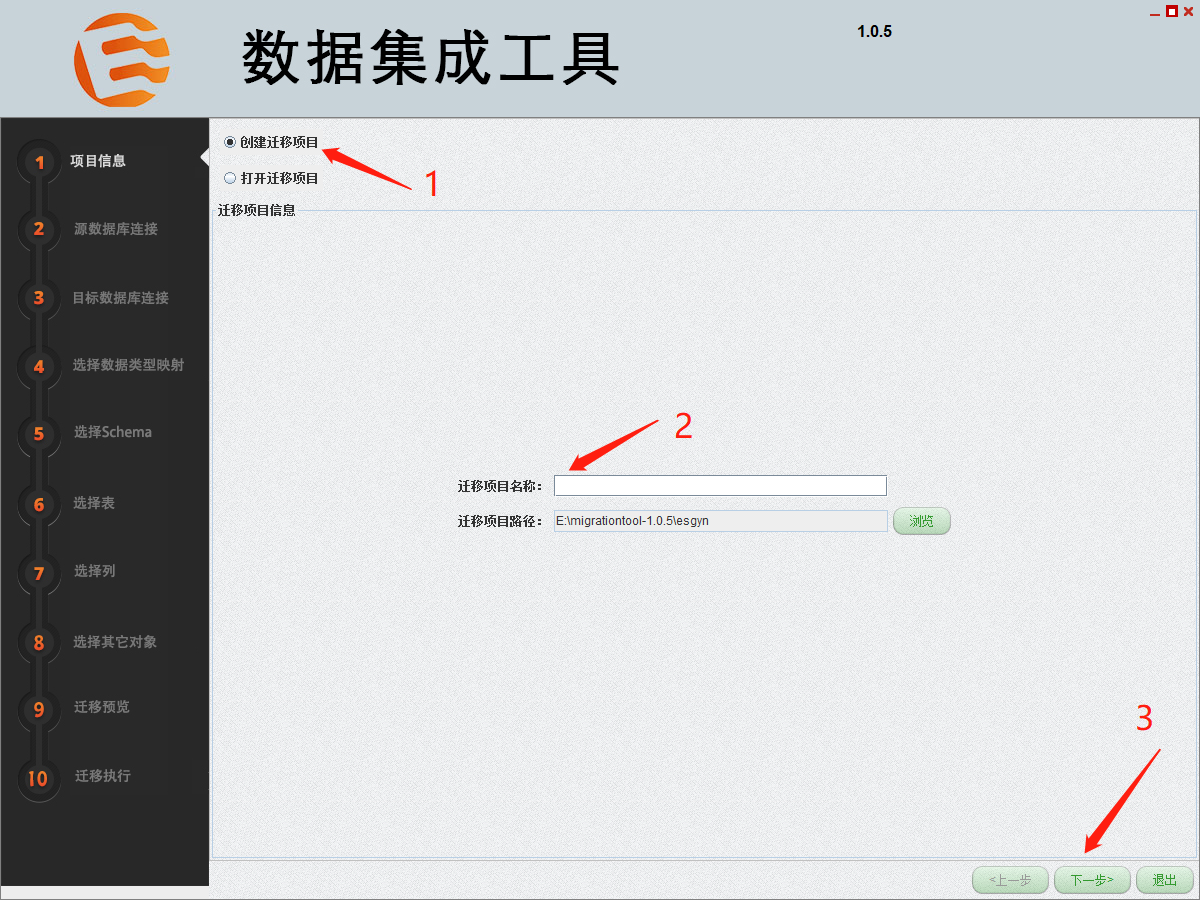 数据集成工具
1.0.5
1 项目信息
2 源数据库连接
3 目标数据库连接
4 选择数据类型映射
5 选择Schema
6 选择表
7 选择列
8 选择其它对象
9 迁移预览
10 迁移执行
创建迁移项目
1
打开迁移项目
迁移项目信息
2
迁移项目名称：
迁移项目路径： E:\migrationtool-1.0.5\esgyn 浏览
3
<上一步 下一步> 退出